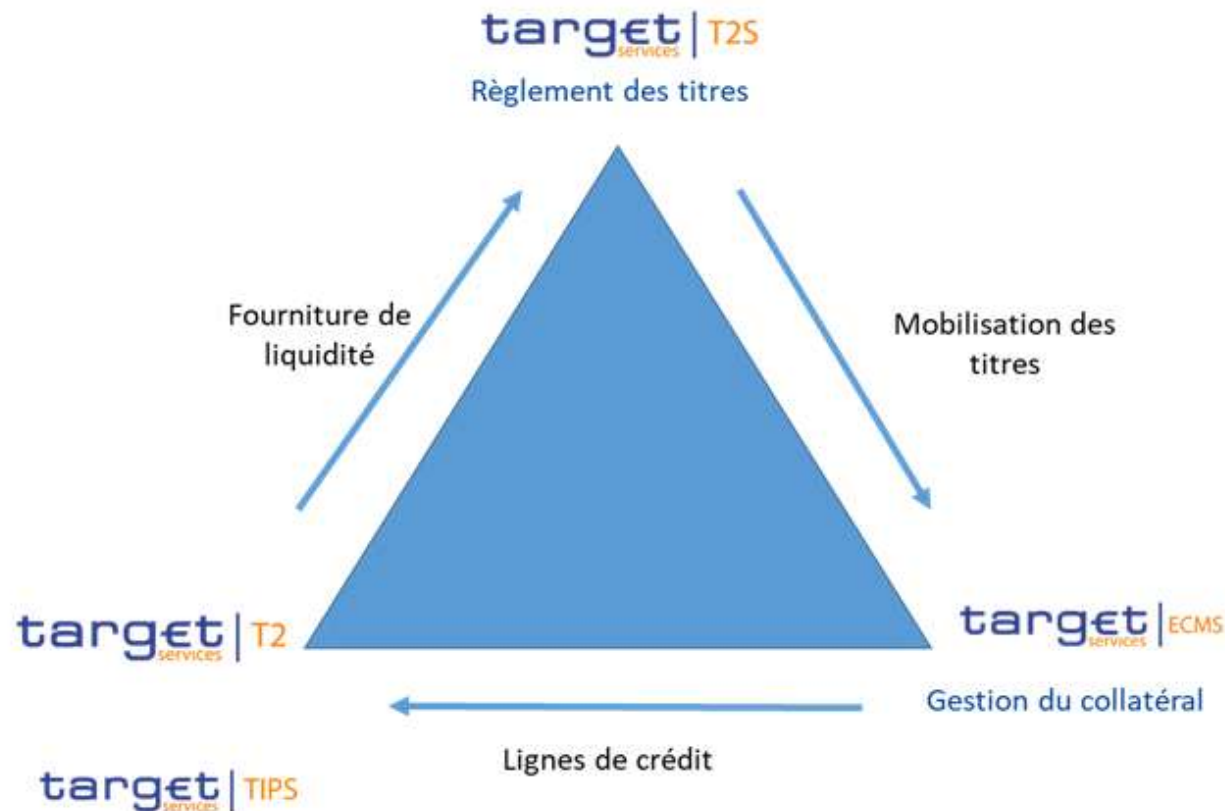 target services | T2S
Règlement des titres
Fourniture de
liquidité
Mobilisation des
titres
target services | T2
target services | ECMS
Gestion du collatéral
Lignes de crédit
target services | TIPS